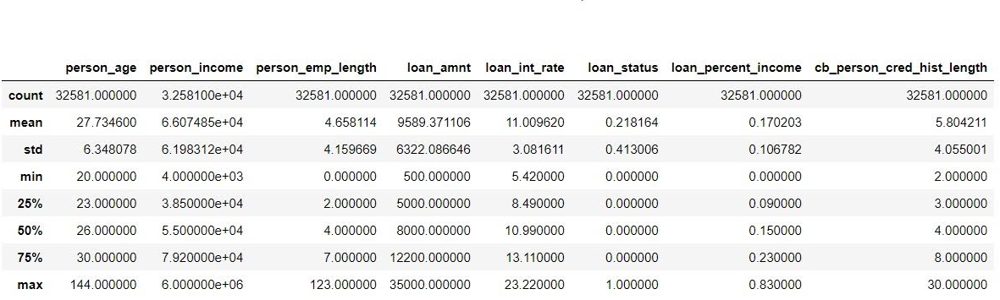 person_age person_income person_emp_length loan_amnt loan_int_rate loan_status loan_percent_income cb_person_cred_hist_length
count 32581.000000 3.258100e+04 32581.000000 32581.000000 32581.000000 32581.000000 32581.000000 32581.000000
mean 27.734600 6.607485e+04 4.658114 9589.371106 11.009620 0.218164 0.170203 5.804211
std 6.348078 6.198312e+04 4.159669 6322.086646 3.081611 0.413006 0.106782 4.055001
min 20.000000 4.000000e+03 0.000000 500.000000 5.420000 0.000000 0.000000 2.000000
25% 23.000000 3.850000e+04 2.000000 5000.000000 8.490000 0.000000 0.090000 3.000000
50% 26.000000 5.500000e+04 4.000000 8000.000000 10.990000 0.000000 0.150000 4.000000
75% 30.000000 7.920000e+04 7.000000 12200.000000 13.110000 0.000000 0.230000 8.000000
max 144.000000 6.000000e+06 123.000000 35000.000000 23.220000 1.000000 0.830000 30.000000